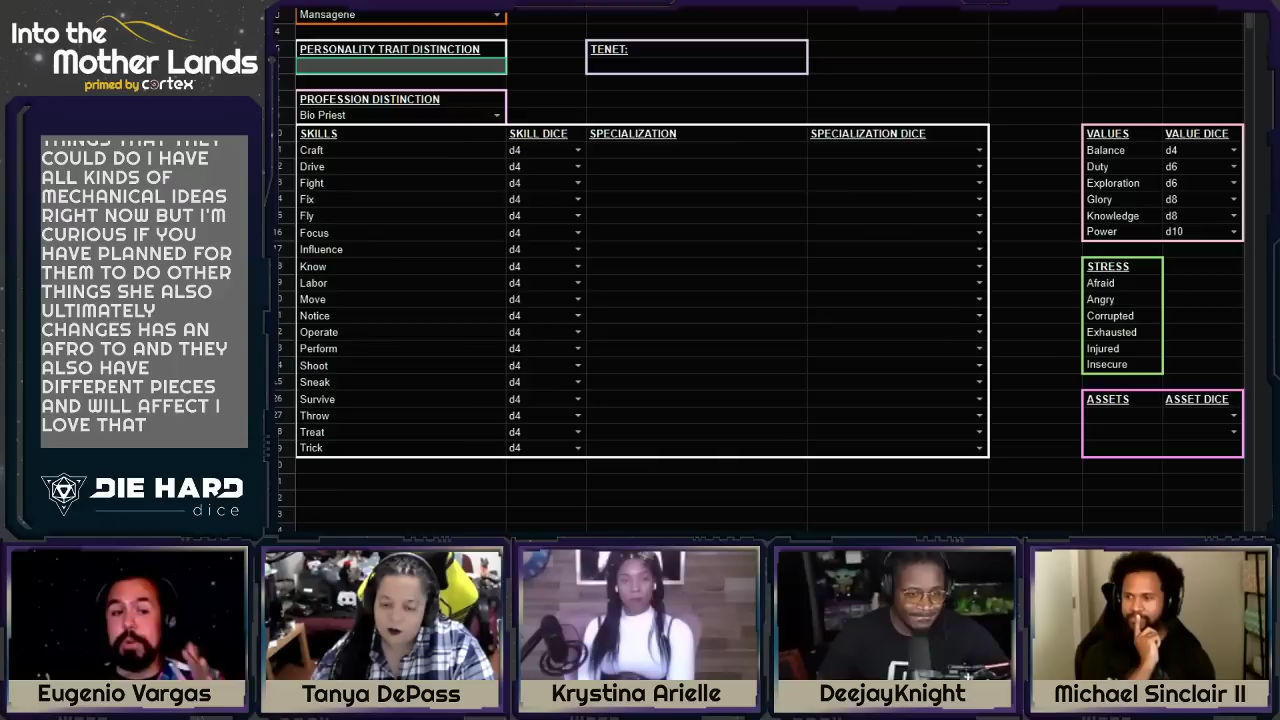 Into the
Mother Lands
primed by cortex
THINGS THAT THEY
COULD DO I HAVE
ALL KINDS OF
MECHANICAL IDEAS
RIGHT NOW BUT I'M
CURIOUS IF YOU
HAVE PLANNED FOR
THEM TO DO OTHER
THINGS SHE ALSO
ULTIMATELY
CHANGES HAS AN
AFRO TO AND THEY
ALSO HAVE
DIFFERENT PIECES
AND WILL AFFECT I
LOVE THAT
DIE HARD
dice
Mansagene
PERSONALITY TRAIT DISTINCTION
TENET:
PROFESSION DISTINCTION
Bio Priest
SKILLS SKILL DICE SPECIALIZATION SPECIALIZATION DICE
Craft d4
Drive d4
Fight d4
Fix d4
Fly d4
Focus d4
Influence d4
Know d4
Labor d4
Move d4
Notice d4
Operate d4
Perform d4
Shoot d4
Sneak d4
Survive d4
Throw d4
Treat d4
Trick d4
VALUES VALUE DICE
Balance d4
Duty d6
Exploration d6
Glory d8
Knowledge d8
Power d10
STRESS
Afraid
Angry
Corrupted
Exhausted
Injured
Insecure
ASSETS ASSET DICE
Eugenio Vargas
Tanya DePass
Krystina Arielle
DeejayKnight
Michael Sinclair II